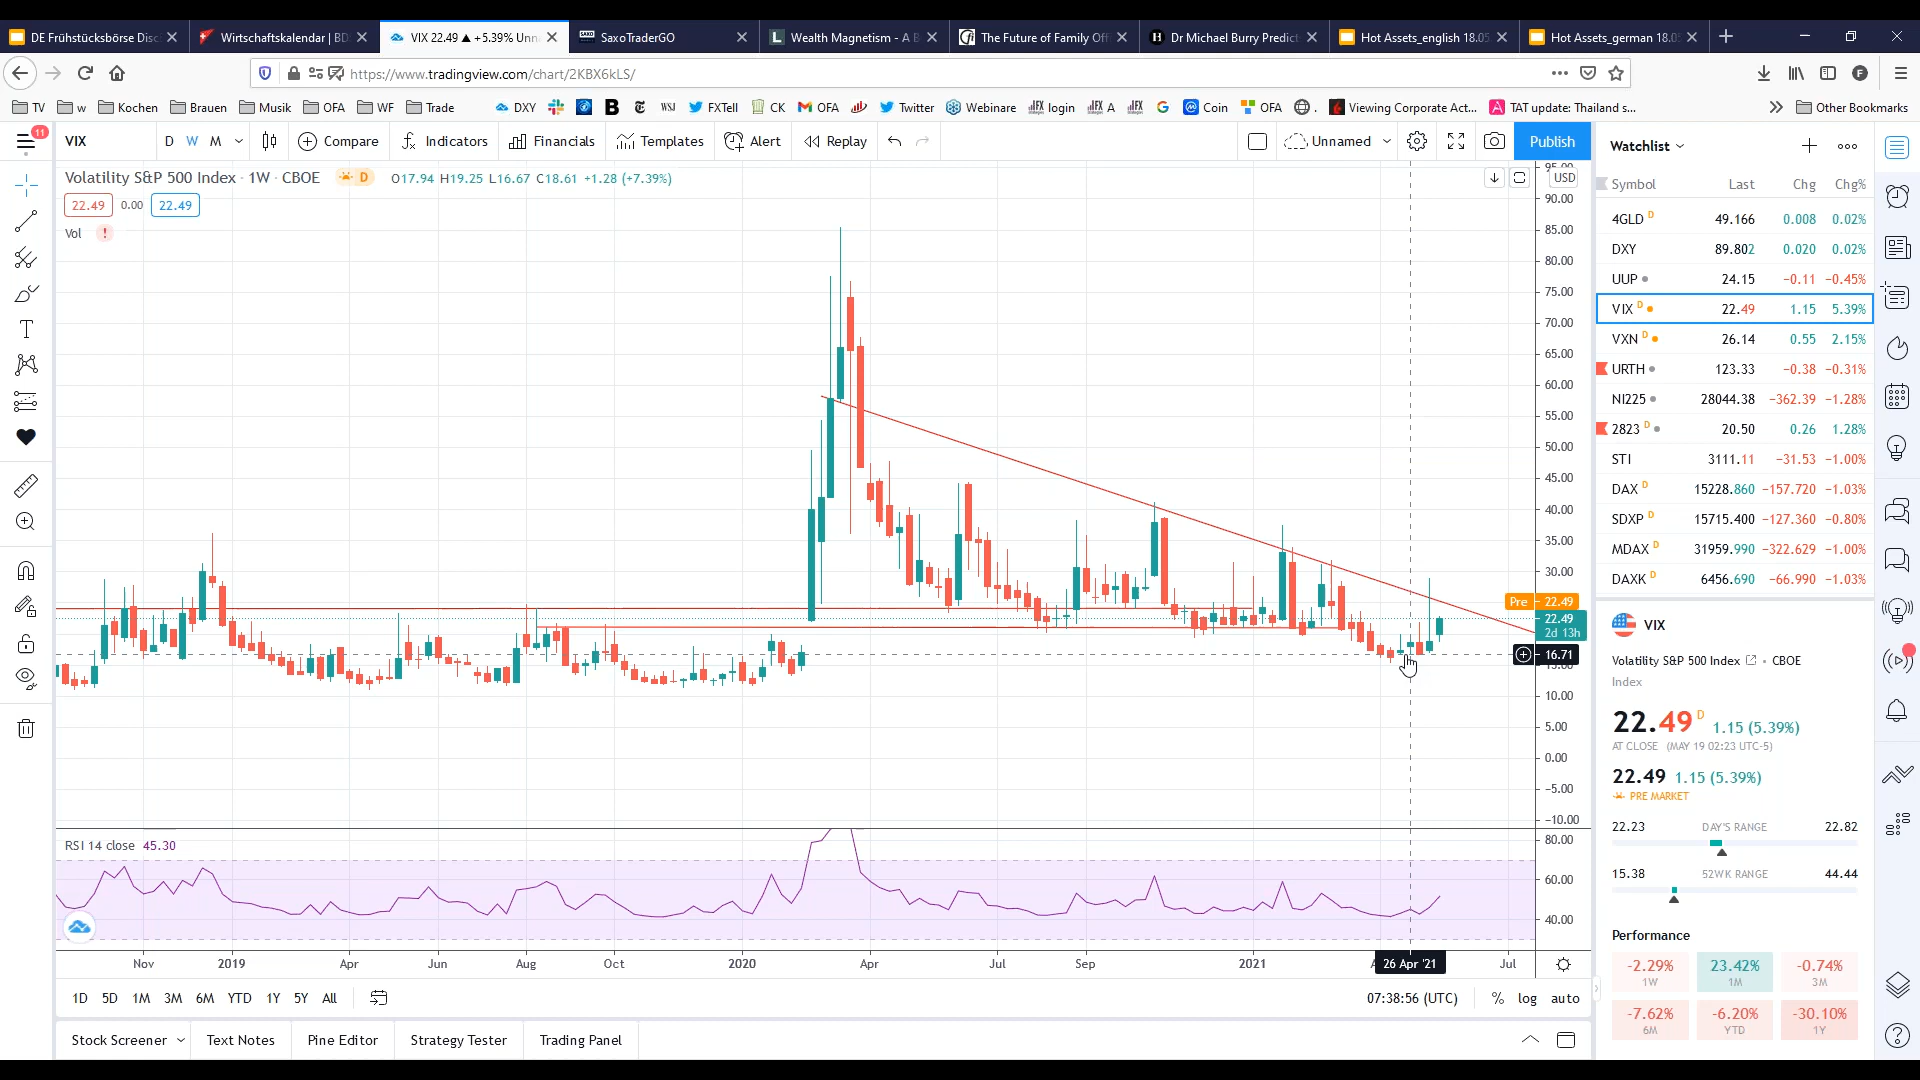 DE Frühstücksbörse Disc
Wirtschaftskalendar | BD
VIX 22.49 ▲ +5.39% Unn
SaxoTraderGO
Wealth Magnetism - A B
The Future of Family Off
Dr Michael Burry Predict
Hot Assets_english 18.05
Hot Assets_german 18.05
https://www.tradingview.com/chart/2KBX6kLS/
TV w Kochen Brauen Musik OFA WF Trade DXY FXTell CK OFA Twitter Webinare login A Coin OFA Viewing Corporate Act... TAT update: Thailand s... Other Bookmarks
11
VIX D W M Compare Indicators Financials Templates Alert Replay Unnamed Publish
Volatility S&P 500 Index · 1W · CBOE D O17.94 H19.25 L16.67 C18.61 +1.28 (+7.39%)
22.49 0.00 22.49
Vol !
USD
95.00
90.00
85.00
80.00
75.00
70.00
65.00
60.00
55.00
50.00
45.00
40.00
35.00
30.00
Pre 22.49
22.49
2d 13h
16.71
10.00
5.00
0.00
−5.00
−10.00
RSI 14 close 45.30
80.00
60.00
40.00
Nov 2019 Apr Jun Aug Oct 2020 Apr Jul Sep 2021 26 Apr '21 Jul
1D 5D 1M 3M 6M YTD 1Y 5Y All 07:38:56 (UTC) % log auto
Stock Screener Text Notes Pine Editor Strategy Tester Trading Panel
Watchlist
Symbol Last Chg Chg%
4GLD D 49.166 0.008 0.02%
DXY 89.802 0.020 0.02%
UUP 24.15 −0.11 −0.45%
VIX D 22.49 1.15 5.39%
VXN D 26.14 0.55 2.15%
URTH 123.33 −0.38 −0.31%
NI225 28044.38 −362.39 −1.28%
2823 D 20.50 0.26 1.28%
STI 3111.11 −31.53 −1.00%
DAX D 15228.860 −157.720 −1.03%
SDXP D 15715.400 −127.360 −0.80%
MDAX D 31959.990 −322.629 −1.00%
DAXK D 6456.690 −66.990 −1.03%
VIX
Volatility S&P 500 Index • CBOE
Index
22.49 D 1.15 (5.39%)
AT CLOSE (MAY 19 02:23 UTC-5)
22.49 1.15 (5.39%)
PRE MARKET
22.23 DAY'S RANGE 22.82
15.38 52WK RANGE 44.44
Performance
-2.29% 23.42% -0.74%
1W 1M 3M
-7.62% -6.20% -30.10%
6M YTD 1Y